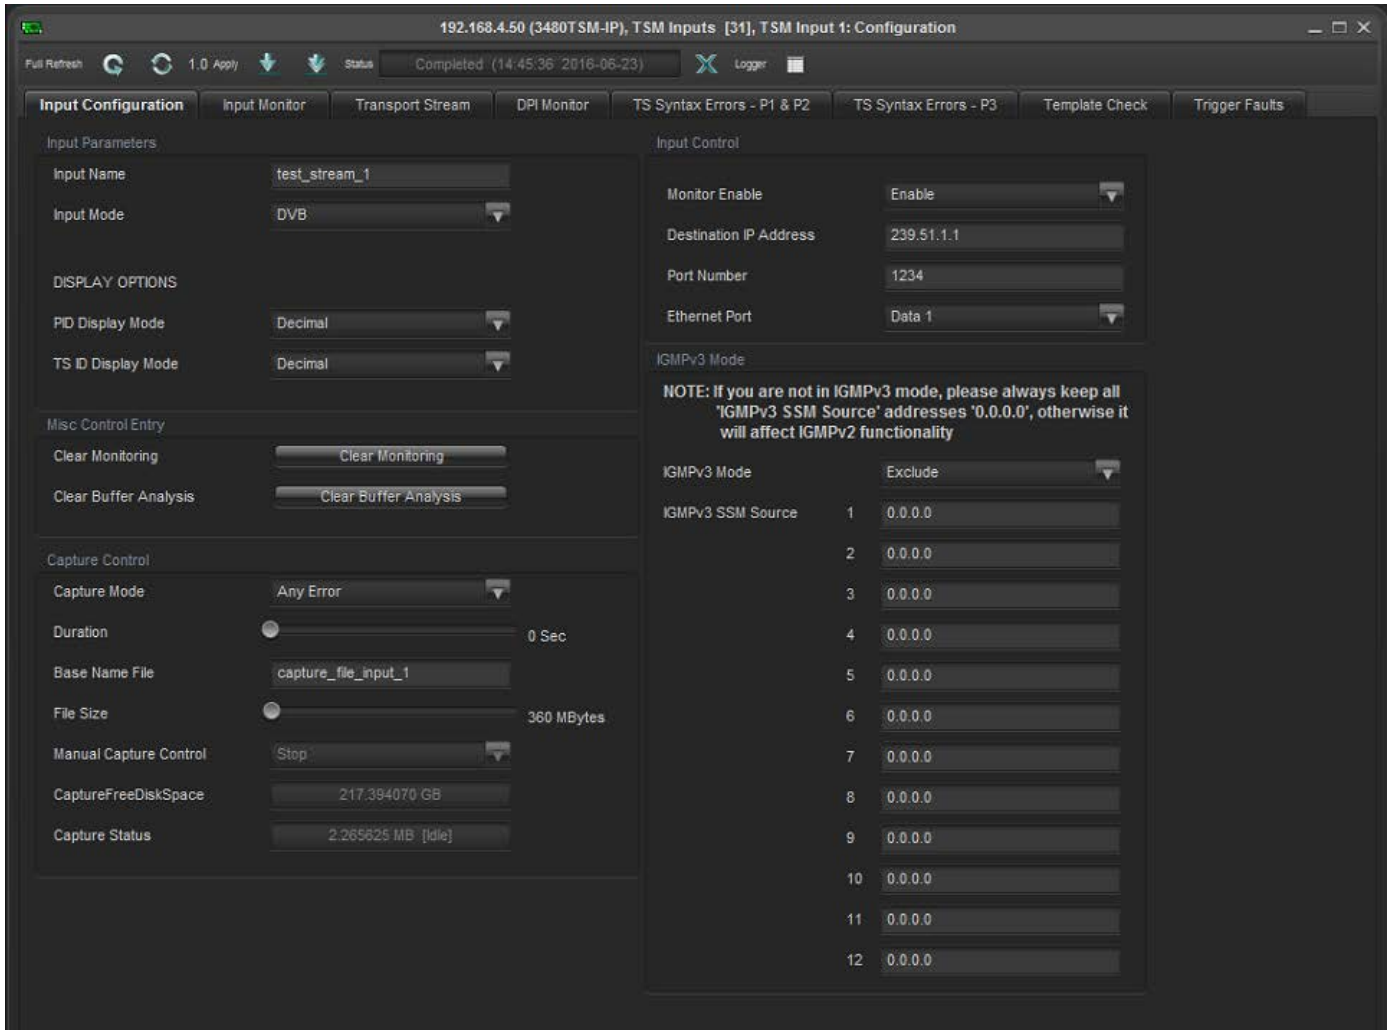 192.168.4.50 (3480TSM-IP), TSM Inputs [31], TSM Input 1: Configuration
Full Refresh 1.0 Apply Status Completed (14:45:36 2016-06-23) Logger
Input Configuration Input Monitor Transport Stream DPI Monitor TS Syntax Errors - P1 & P2 TS Syntax Errors - P3 Template Check Trigger Faults
Input Parameters
Input Name test_stream_1
Input Mode DVB
DISPLAY OPTIONS
PID Display Mode Decimal
TS ID Display Mode Decimal
Misc Control Entry
Clear Monitoring Clear Monitoring
Clear Buffer Analysis Clear Buffer Analysis
Capture Control
Capture Mode Any Error
Duration 0 Sec
Base Name File capture_file_input_1
File Size 360 MBytes
Manual Capture Control Stop
CaptureFreeDiskSpace 217.394070 GB
Capture Status 2.265625 MB [Idle]
Input Control
Monitor Enable Enable
Destination IP Address 239.51.1.1
Port Number 1234
Ethernet Port Data 1
IGMPv3 Mode
NOTE: If you are not in IGMPv3 mode, please always keep all
'IGMPv3 SSM Source' addresses '0.0.0.0', otherwise it
will affect IGMPv2 functionality
IGMPv3 Mode Exclude
IGMPv3 SSM Source 1 0.0.0.0
2 0.0.0.0
3 0.0.0.0
4 0.0.0.0
5 0.0.0.0
6 0.0.0.0
7 0.0.0.0
8 0.0.0.0
9 0.0.0.0
10 0.0.0.0
11 0.0.0.0
12 0.0.0.0